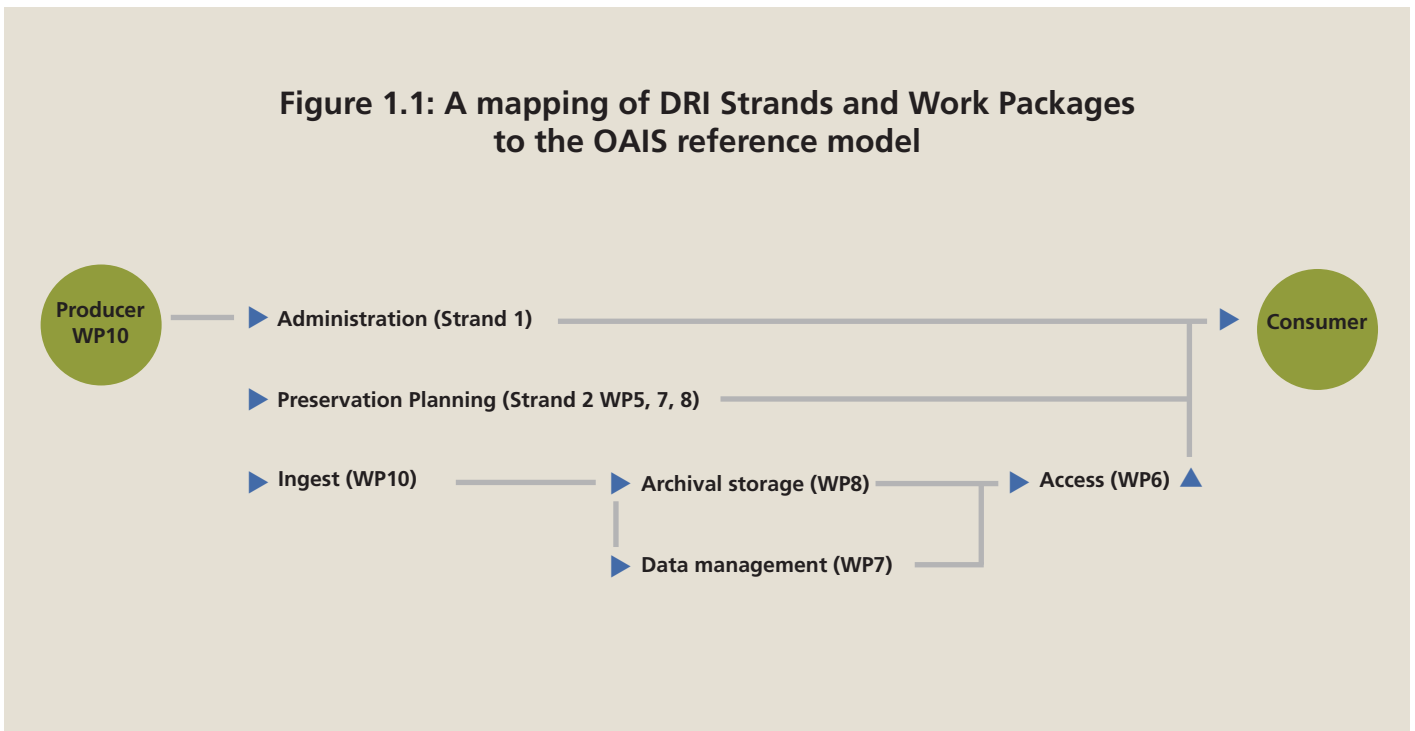 Figure 1.1: A mapping of DRI Strands and Work Packages
to the OAIS reference model
Producer
WP10
Administration (Strand 1)
Consumer
Preservation Planning (Strand 2 WP5, 7, 8)
Ingest (WP10)
Archival storage (WP8)
Access (WP6)
Data management (WP7)